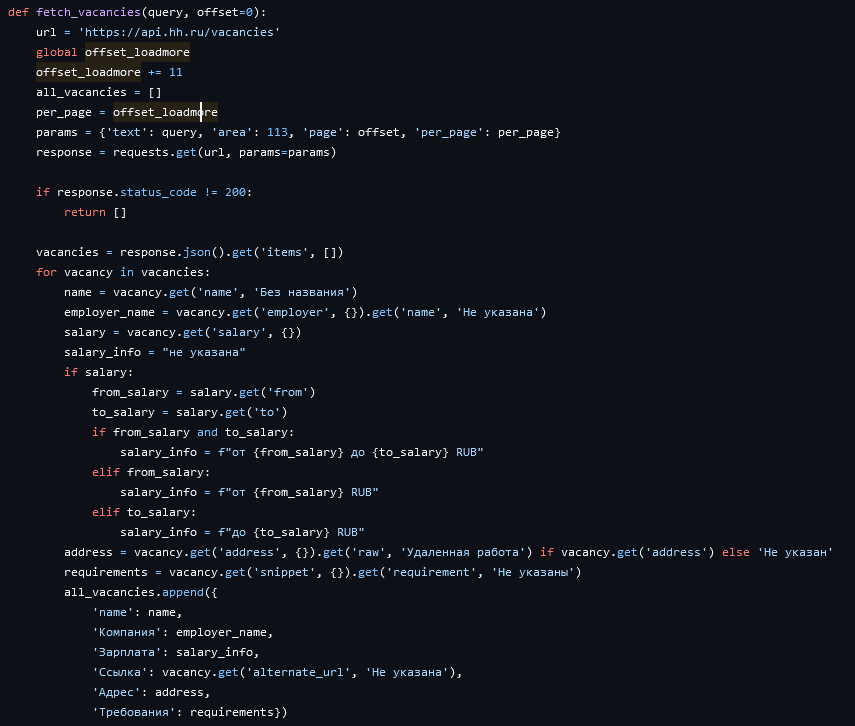 def fetch_vacancies(query, offset=0):
    url = 'https://api.hh.ru/vacancies'
    global offset_loadmore
    offset_loadmore += 11
    all_vacancies = []
    per_page = offset_loadmore
    params = {'text': query, 'area': 113, 'page': offset, 'per_page': per_page}
    response = requests.get(url, params=params)

    if response.status_code != 200:
        return []

    vacancies = response.json().get('items', [])
    for vacancy in vacancies:
        name = vacancy.get('name', 'Без названия')
        employer_name = vacancy.get('employer', {}).get('name', 'Не указана')
        salary = vacancy.get('salary', {})
        salary_info = "не указана"
        if salary:
            from_salary = salary.get('from')
            to_salary = salary.get('to')
            if from_salary and to_salary:
                salary_info = f"от {from_salary} до {to_salary} RUB"
            elif from_salary:
                salary_info = f"от {from_salary} RUB"
            elif to_salary:
                salary_info = f"до {to_salary} RUB"
        address = vacancy.get('address', {}).get('raw', 'Удаленная работа') if vacancy.get('address') else 'Не указан'
        requirements = vacancy.get('snippet', {}).get('requirement', 'Не указаны')
        all_vacancies.append({
            'name': name,
            'Компания': employer_name,
            'Зарплата': salary_info,
            'Ссылка': vacancy.get('alternate_url', 'Не указана'),
            'Адрес': address,
            'Требования': requirements})